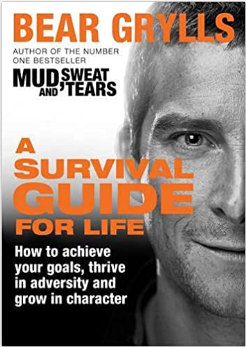 BEAR GRYLLS
AUTHOR OF THE NUMBER
ONE BESTSELLER
MUD, SWEAT
AND TEARS
A
SURVIVAL
GUIDE
FOR LIFE
How to achieve
your goals, thrive
in adversity and
grow in character